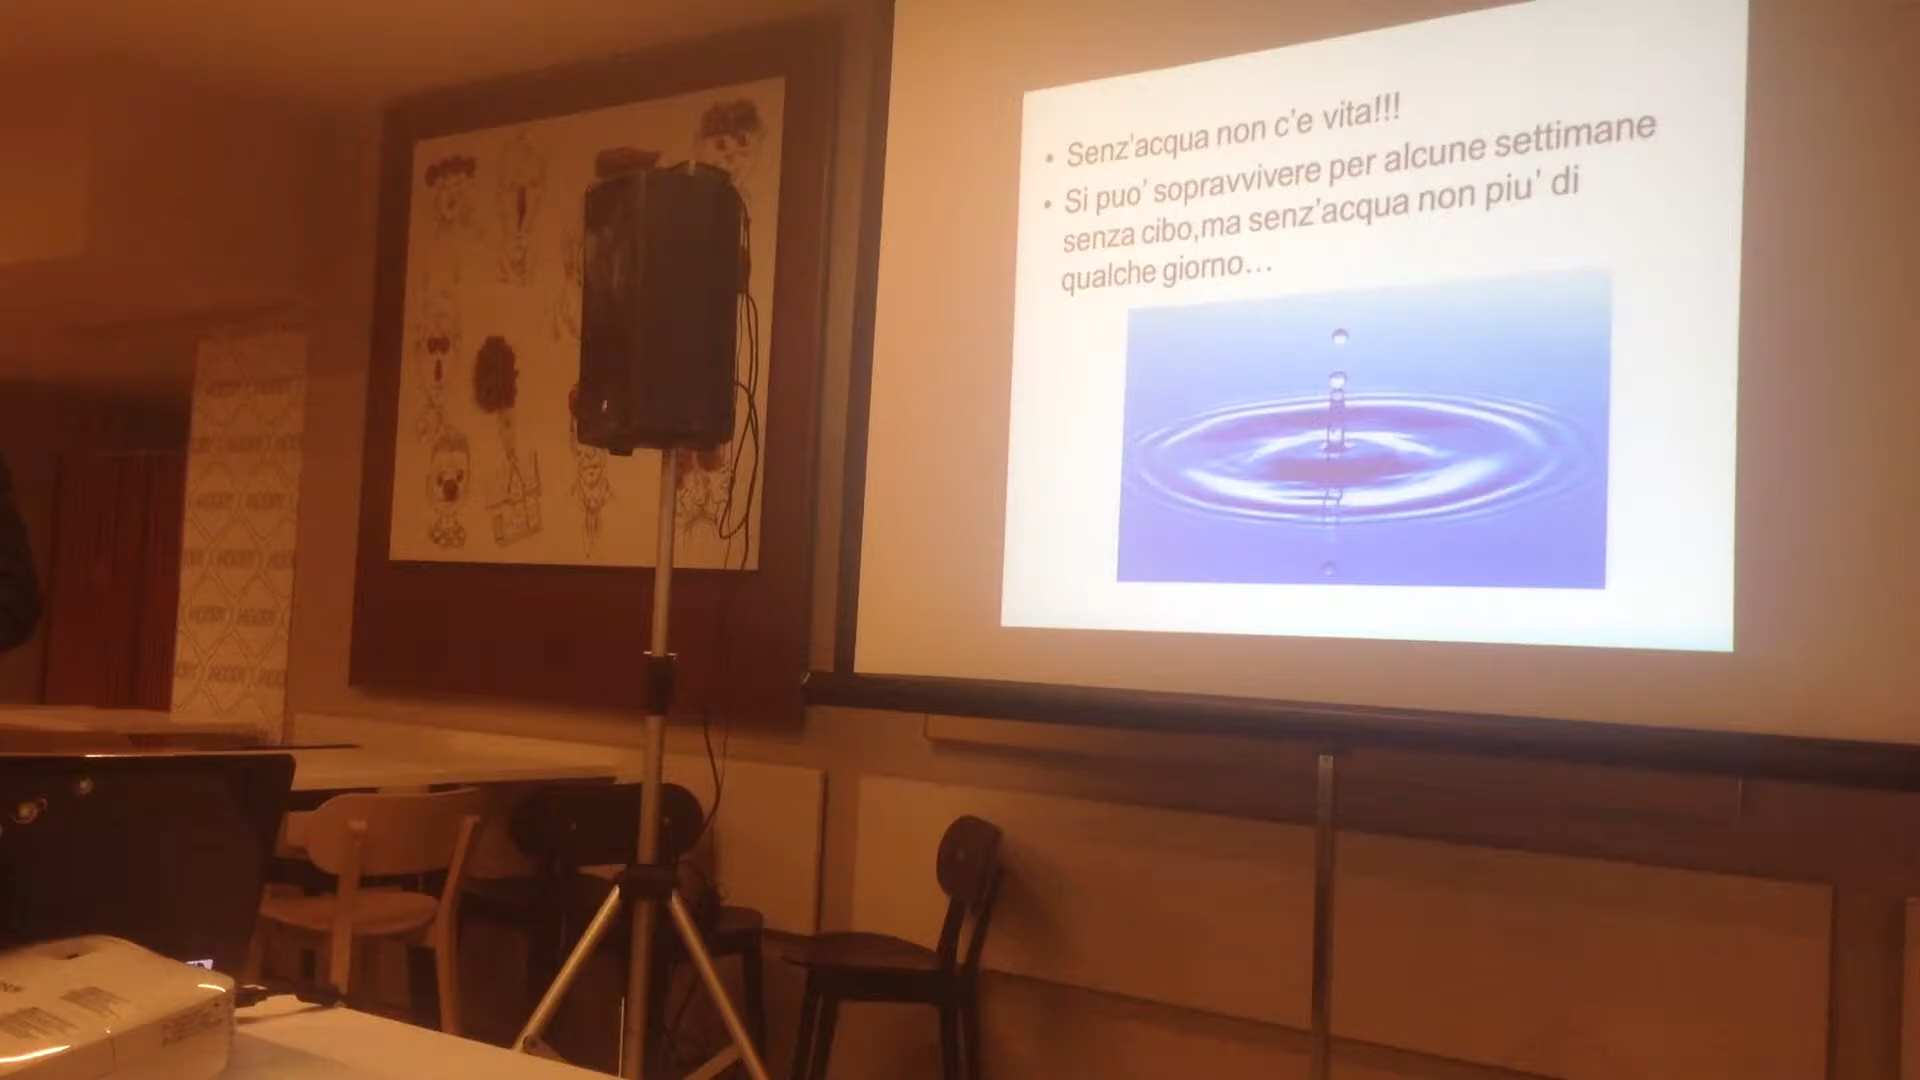 Senz'acqua non c'e vita!!!
Si puo' sopravvivere per alcune settimane
senza cibo,ma senz'acqua non piu' di
qualche giorno...